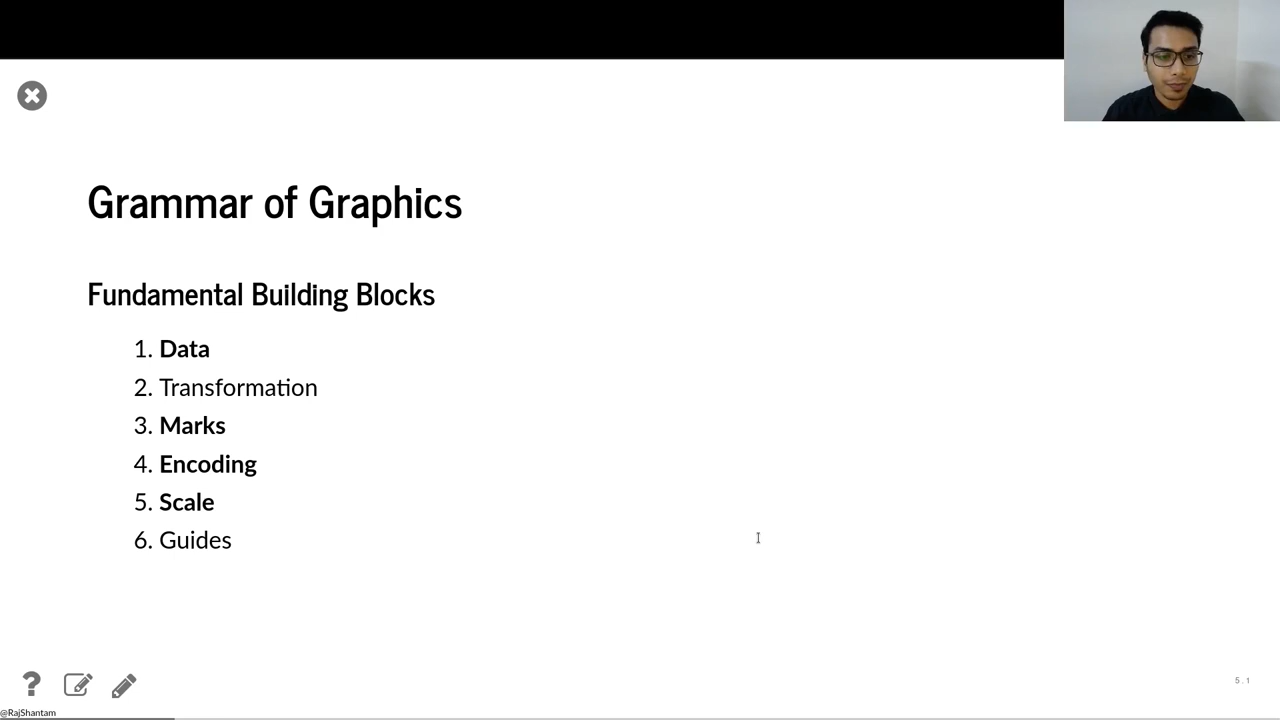 Grammar of Graphics
Fundamental Building Blocks
1. Data
2. Transformation
3. Marks
4. Encoding
5. Scale
6. Guides
5.1
@RajShantam